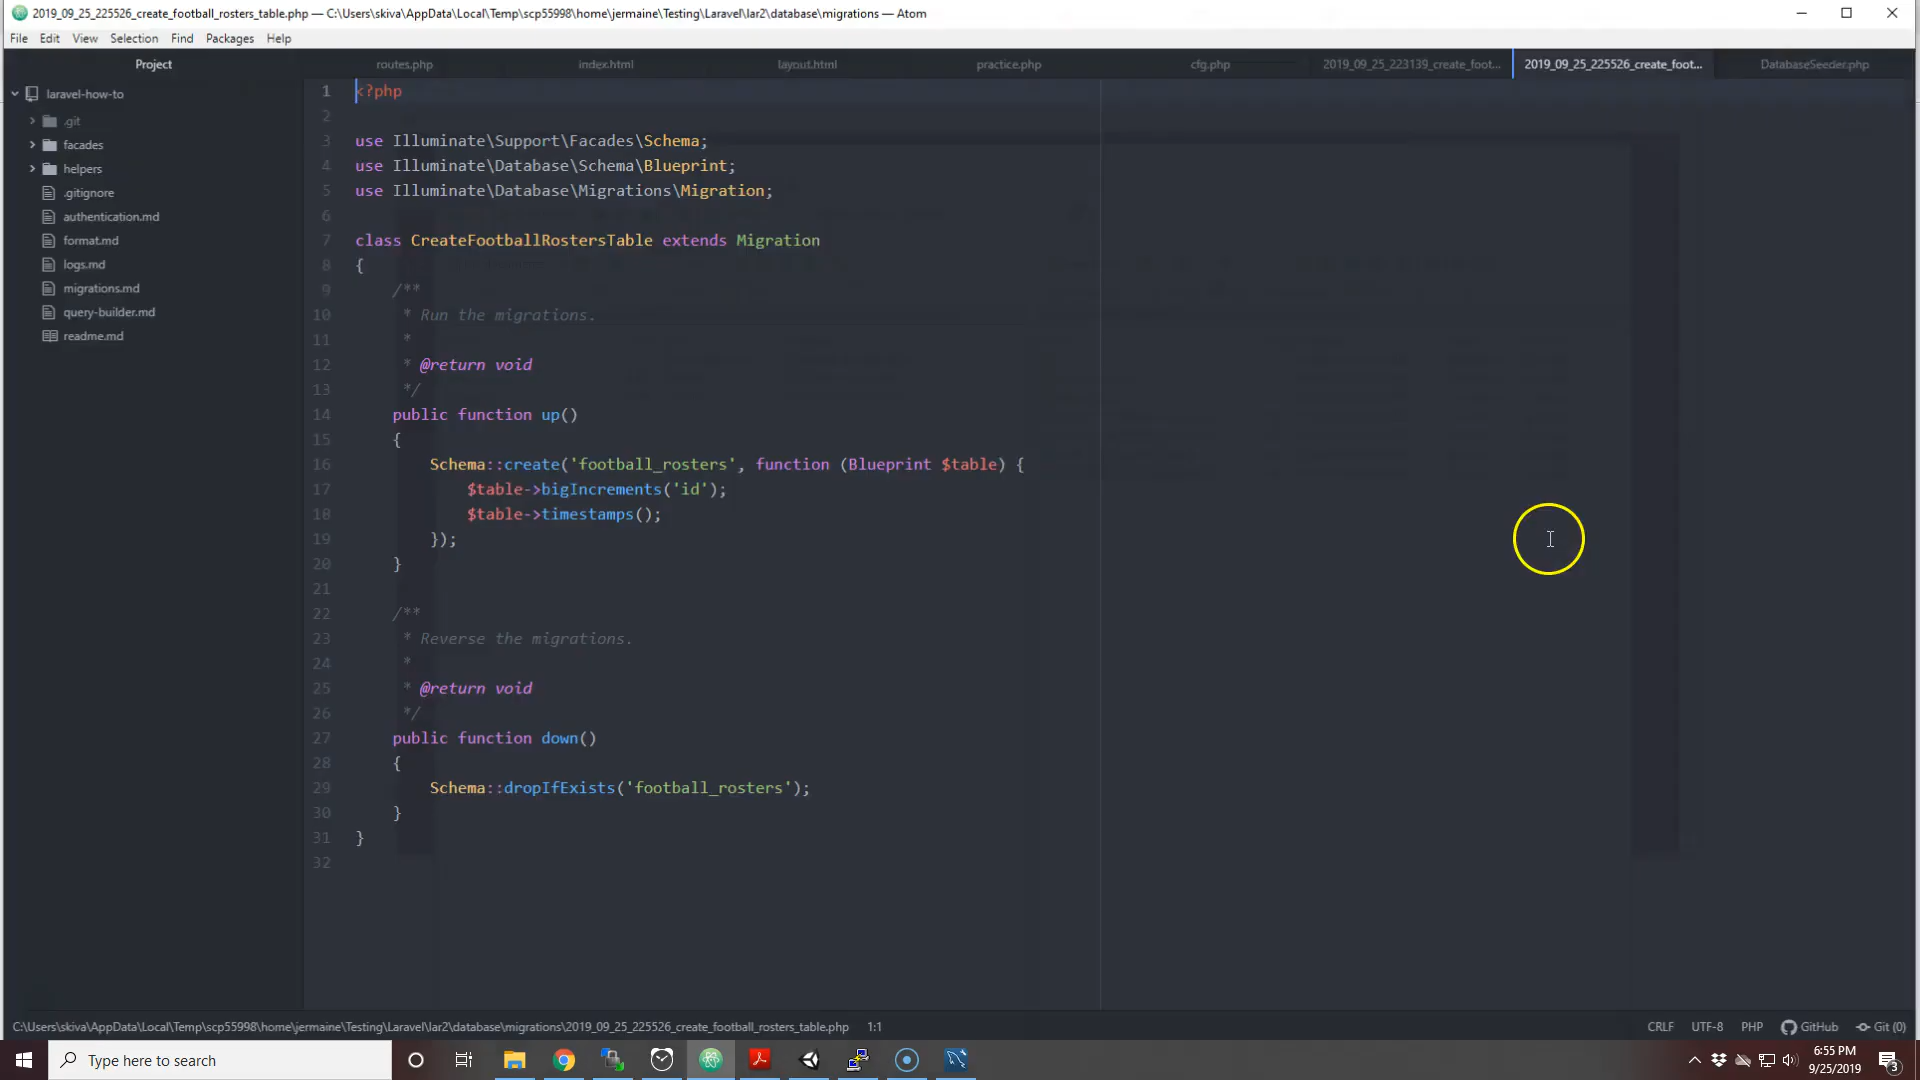 2019_09_25_225526_create_football_rosters_table.php — C:\Users\skiva\AppData\Local\Temp\scp55998\home\jermaine\Testing\Laravel\lar2\database\migrations — Atom
File Edit View Selection Find Packages Help
Project
routes.php index.html layout.html practice.php cfg.php 2019_09_25_223139_create_foot... 2019_09_25_225526_create_foot... DatabaseSeeder.php
laravel-how-to
.git
facades
helpers
.gitignore
authentication.md
format.md
logs.md
migrations.md
query-builder.md
readme.md
1 <?php
2
3 use Illuminate\Support\Facades\Schema;
4 use Illuminate\Database\Schema\Blueprint;
5 use Illuminate\Database\Migrations\Migration;
6
7 class CreateFootballRostersTable extends Migration
8 {
9 /**
10 * Run the migrations.
11 *
12 * @return void
13 */
14 public function up()
15 {
16 Schema::create('football_rosters', function (Blueprint $table) {
17 $table->bigIncrements('id');
18 $table->timestamps();
19 });
20 }
21
22 /**
23 * Reverse the migrations.
24 *
25 * @return void
26 */
27 public function down()
28 {
29 Schema::dropIfExists('football_rosters');
30 }
31 }
32
C:\Users\skiva\AppData\Local\Temp\scp55998\home\jermaine\Testing\Laravel\lar2\database\migrations\2019_09_25_225526_create_football_rosters_table.php 1:1
CRLF UTF-8 PHP GitHub Git (0)
Type here to search
6:55 PM
9/25/2019
3